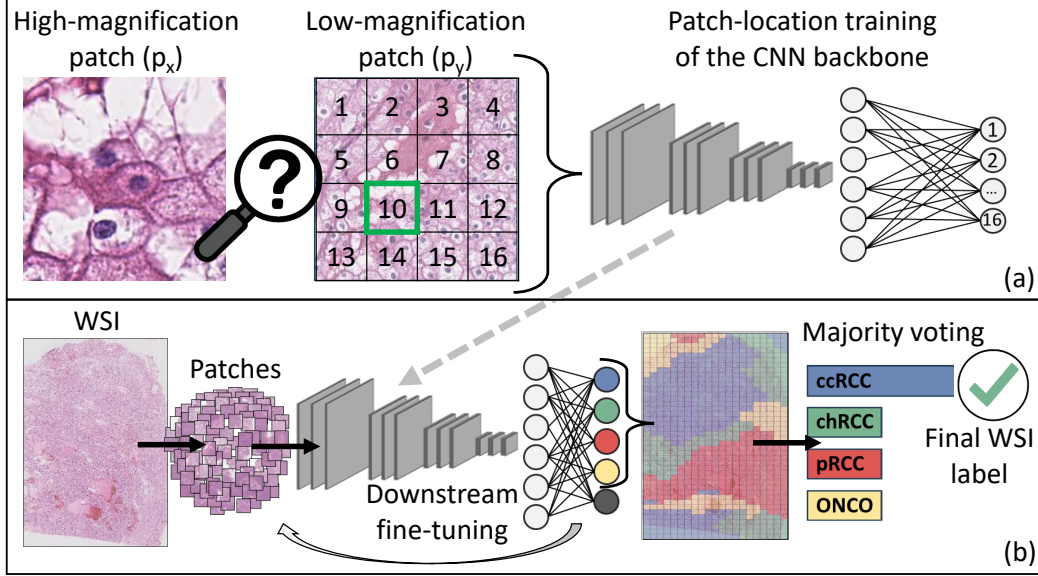 High-magnification
patch (pₓ)
Low-magnification
patch (p_y)
Patch-location training
of the CNN backbone
?
1 2 3 4
5 6 7 8
9 10 11 12
13 14 15 16
1
2
...
16
(a)
WSI
Patches
Downstream
fine-tuning
Majority voting
ccRCC
chRCC
pRCC
ONCO
Final WSI
label
(b)